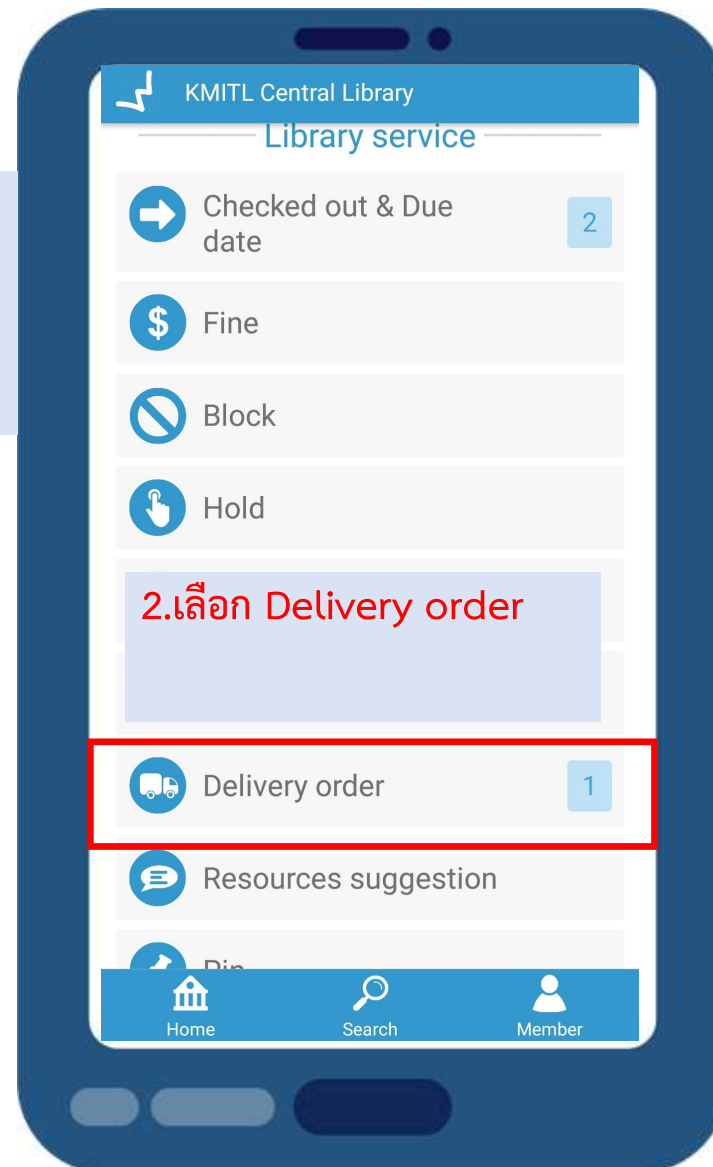 KMITL Central Library
Library service
Checked out & Due
date
2
$
Fine
Block
Hold
2.เลือก Delivery order
Delivery order
1
Resources suggestion
Pin
Home
Search
Member